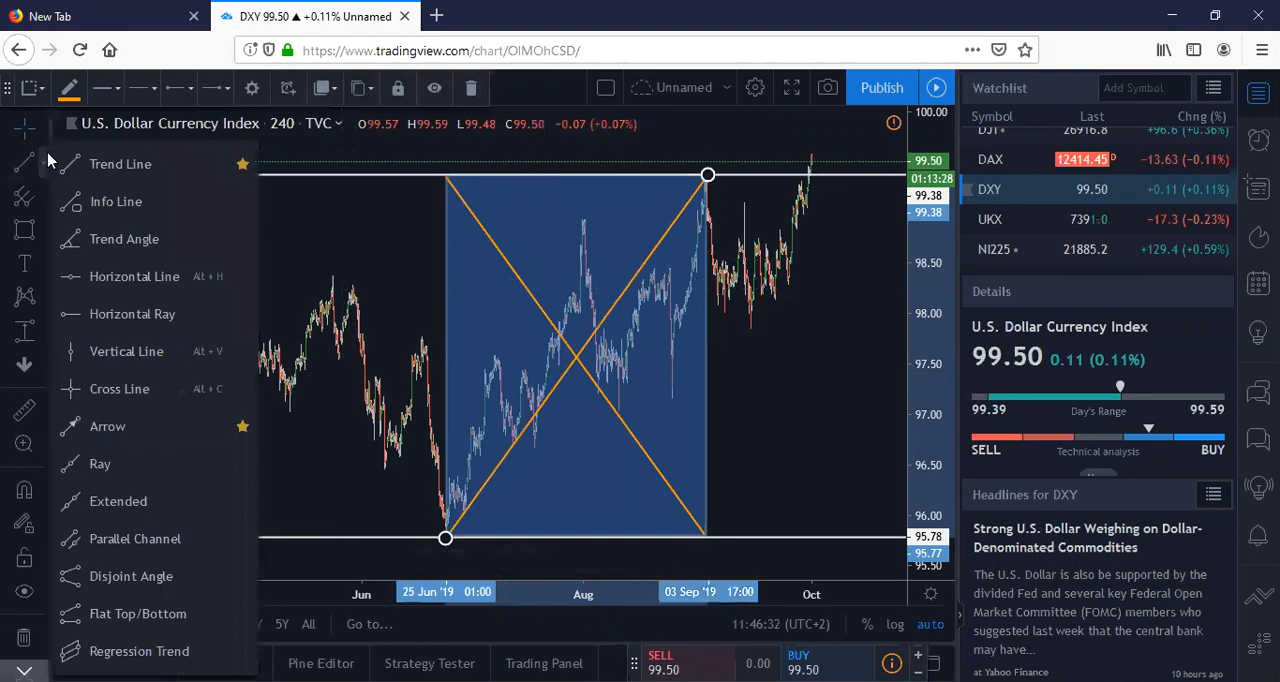 New Tab
DXY 99.50 ▲ +0.11% Unnamed
https://www.tradingview.com/chart/OlMOhCSD/
Unnamed
Publish
U.S. Dollar Currency Index · 240 · TVC
O99.57 H99.59 L99.48 C99.50 -0.07 (+0.07%)
Trend Line
Info Line
Trend Angle
Horizontal Line Alt + H
Horizontal Ray
Vertical Line Alt + V
Cross Line Alt + C
Arrow
Ray
Extended
Parallel Channel
Disjoint Angle
Flat Top/Bottom
Regression Trend
100.00
99.50
01:13:28
99.38
99.38
98.50
98.00
97.50
97.00
96.50
96.00
95.78
95.77
95.50
Jun
25 Jun '19 01:00
Aug
03 Sep '19 17:00
Oct
5Y All Go to...
11:46:32 (UTC+2) % log auto
Pine Editor Strategy Tester Trading Panel
SELL
99.50
0.00
BUY
99.50
Watchlist
Add Symbol
Symbol Last Chg (%)
DJI 26916.8 +96.6 (+0.36%)
DAX 12414.45 D -13.63 (-0.11%)
DXY 99.50 +0.11 (+0.11%)
UKX -17.3 (-0.23%)
NI225 21885.2 +129.4 (+0.59%)
Details
U.S. Dollar Currency Index
99.50 0.11 (0.11%)
99.39 Day's Range 99.59
SELL Technical analysis BUY
Headlines for DXY
Strong U.S. Dollar Weighing on Dollar-
Denominated Commodities
The U.S. Dollar is also be supported by the
divided Fed and several key Federal Open
Market Committee (FOMC) members who
suggested last week that the central bank
may have...
at Yahoo Finance 10 hours ago